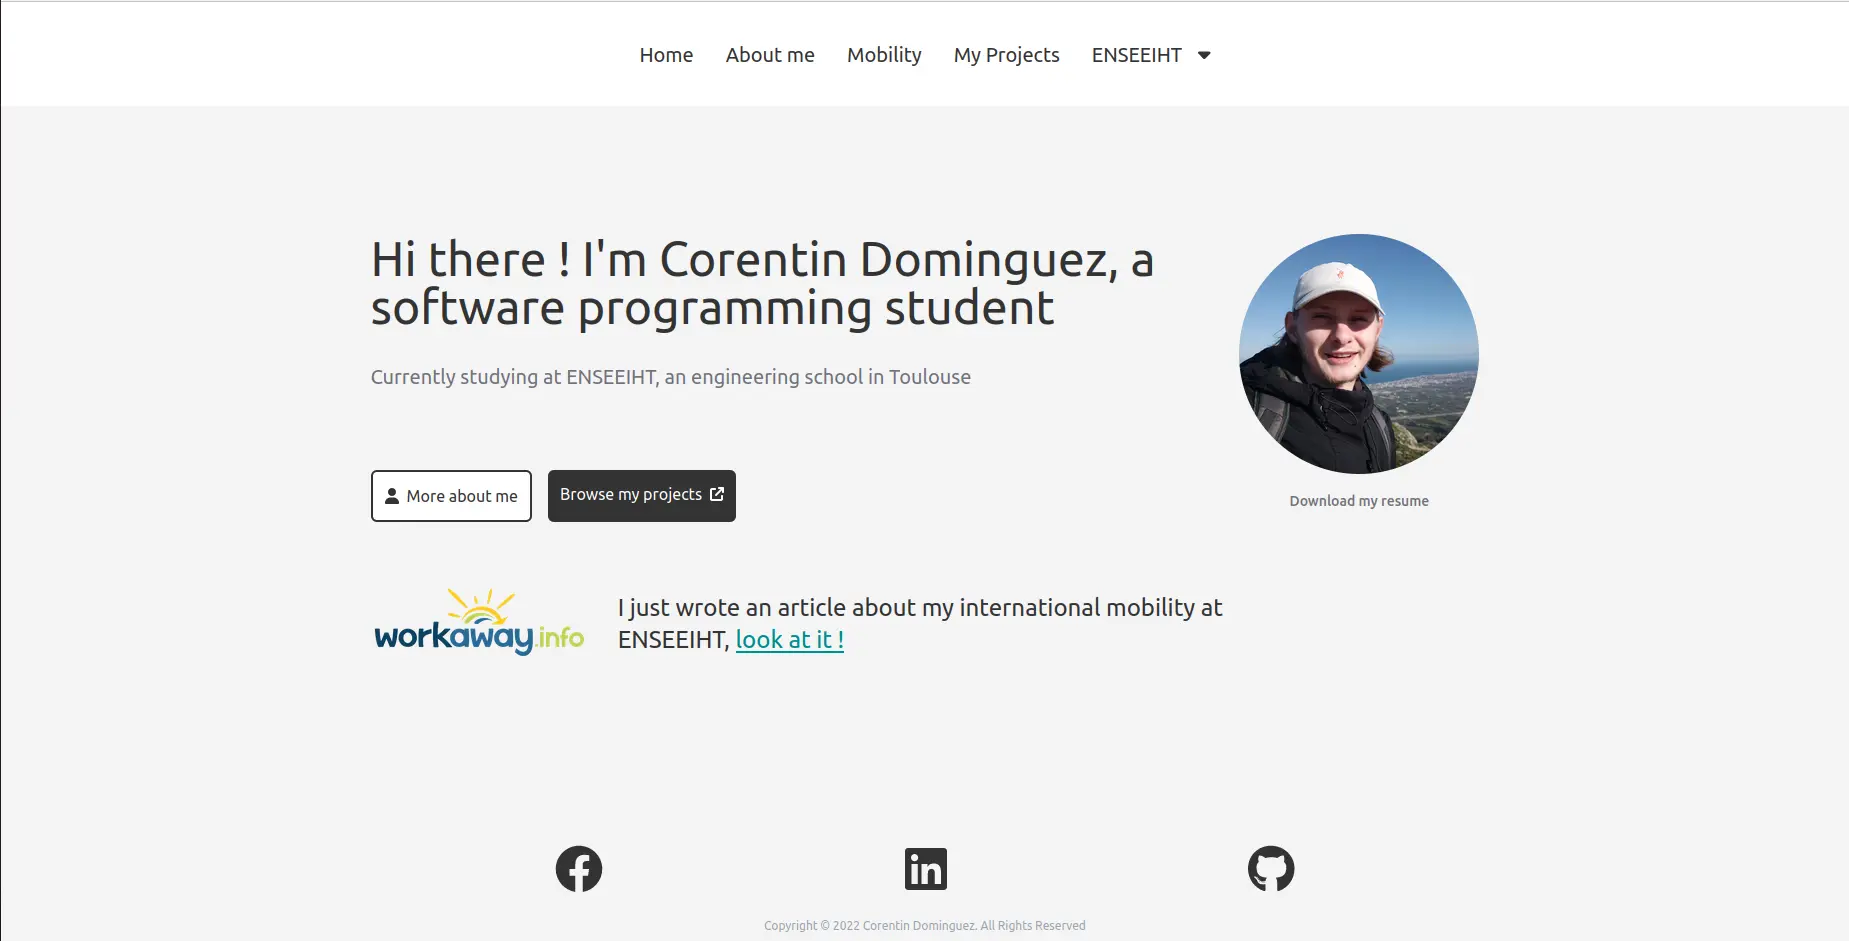 Home About me Mobility My Projects ENSEEIHT
Hi there ! I'm Corentin Dominguez, a
software programming student
Currently studying at ENSEEIHT, an engineering school in Toulouse
More about me
Browse my projects
Download my resume
workaway.info
I just wrote an article about my international mobility at
ENSEEIHT, look at it !
in
Copyright © 2022 Corentin Dominguez. All Rights Reserved